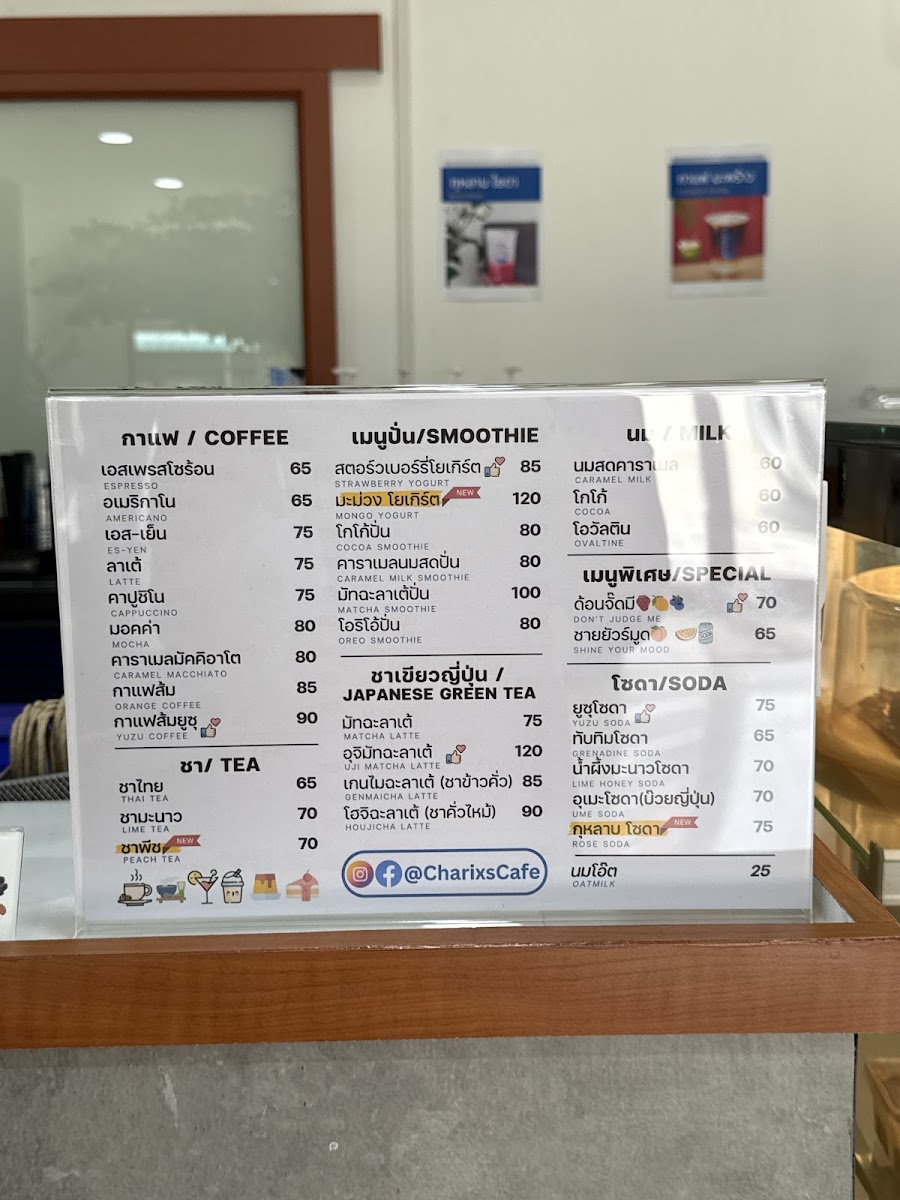 กุหลาบ โซดา
กาแฟ มะพร้าว
กาแฟ / COFFEE
เอสเพรสโซร้อน 65
ESPRESSO
อเมริกาโน 65
AMERICANO
เอส-เย็น 75
ES-YEN
ลาเต้ 75
LATTE
คาปูชิโน 75
CAPPUCCINO
มอคค่า 80
MOCHA
คาราเมลมัคคิอาโต 80
CARAMEL MACCHIATO
กาแฟส้ม 85
ORANGE COFFEE
กาแฟส้มยูซุ 90
YUZU COFFEE
ชา/ TEA
ชาไทย 65
THAI TEA
ชามะนาว 70
LIME TEA
ชาพีช NEW 70
PEACH TEA
เมนูปั่น/SMOOTHIE
สตอร์วเบอร์รี่โยเกิร์ต 85
STRAWBERRY YOGURT
มะม่วง โยเกิร์ต NEW 120
MONGO YOGURT
โกโก้ปั่น 80
COCOA SMOOTHIE
คาราเมลนมสดปั่น 80
CARAMEL MILK SMOOTHIE
มัทฉะลาเต้ปั่น 100
MATCHA SMOOTHIE
โอริโอ้ปั่น 80
OREO SMOOTHIE
ชาเขียวญี่ปุ่น /
JAPANESE GREEN TEA
มัทฉะลาเต้ 75
MATCHA LATTE
อุจิมัทฉะลาเต้ 120
UJI MATCHA LATTE
เกนไมฉะลาเต้ (ชาข้าวคั่ว) 85
GENMAICHA LATTE
โฮจิฉะลาเต้ (ชาคั่วไหม้) 90
HOUJICHA LATTE
@CharixsCafe
นม / MILK
นมสดคาราเมล 60
CARAMEL MILK
โกโก้ 60
COCOA
โอวัลติน 60
OVALTINE
เมนูพิเศษ/SPECIAL
ด้อนจั๊ดมี 70
DON'T JUDGE ME
ชายยัวร์มูด 65
SHINE YOUR MOOD
โซดา/SODA
ยูซุโซดา 75
YUZU SODA
ทับทิมโซดา 65
GRENADINE SODA
น้ำผึ้งมะนาวโซดา 70
LIME HONEY SODA
อุเมะโซดา(บ๊วยญี่ปุ่น) 70
UME SODA
กุหลาบ โซดา NEW 75
ROSE SODA
นมโอ๊ต 25
OATMILK